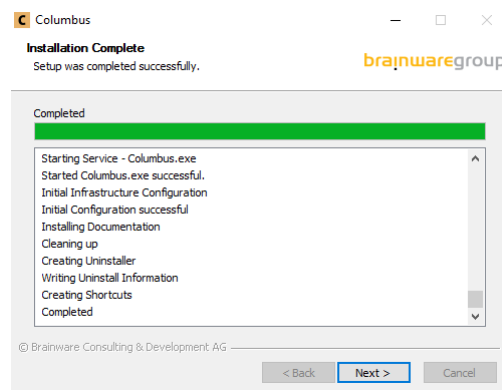 C Columbus
Installation Complete
Setup was completed successfully.
brainwaregroup
Completed
Starting Service - Columbus.exe
Started Columbus.exe successful.
Initial Infrastructure Configuration
Initial Configuration successful
Installing Documentation
Cleaning up
Creating Uninstaller
Writing Uninstall Information
Creating Shortcuts
Completed
© Brainware Consulting & Development AG
< Back Next > Cancel